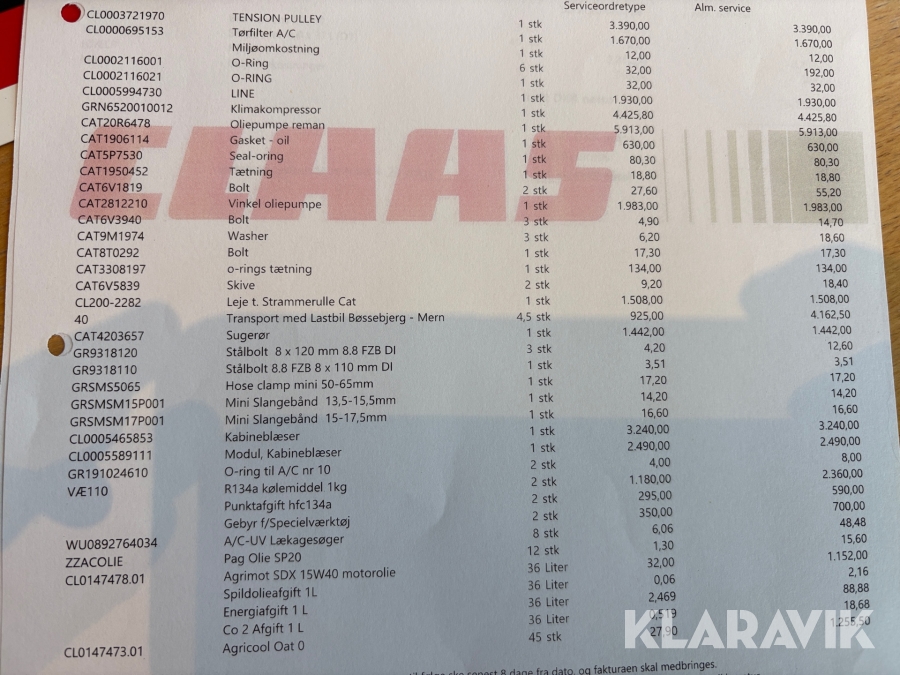 Serviceordretype Alm. service
CL0003721970 TENSION PULLEY 1 stk 3.390,00 3.390,00
CL0000695153 Tørfilter A/C 1 stk 1.670,00 1.670,00
Miljøomkostning 1 stk 12,00 12,00
CL0002116001 O-Ring 6 stk 32,00 192,00
CL0002116021 O-RING 1 stk 32,00 32,00
CL0005994730 LINE 1 stk 1.930,00 1.930,00
GRN6520010012 Klimakompressor 1 stk 4.425,80 4.425,80
CAT20R6478 Oliepumpe reman 1 stk 5.913,00 5.913,00
CAT1906114 Gasket - oil 1 stk 630,00 630,00
CAT5P7530 Seal-oring 1 stk 80,30 80,30
CAT1950452 Tætning 1 stk 18,80 18,80
CAT6V1819 Bolt 2 stk 27,60 55,20
CAT2812210 Vinkel oliepumpe 1 stk 1.983,00 1.983,00
CAT6V3940 Bolt 3 stk 4,90 14,70
CAT9M1974 Washer 3 stk 6,20 18,60
CAT8T0292 Bolt 1 stk 17,30 17,30
CAT3308197 o-rings tætning 1 stk 134,00 134,00
CAT6V5839 Skive 2 stk 9,20 18,40
CL200-2282 Leje t. Strammerulle Cat 1 stk 1.508,00 1.508,00
40 Transport med Lastbil Bøssebjerg - Mern 4,5 stk 925,00 4.162,50
CAT4203657 Sugerør 1 stk 1.442,00 1.442,00
GR9318120 Stålbolt 8 x 120 mm 8.8 FZB DI 3 stk 4,20 12,60
GR9318110 Stålbolt 8.8 FZB 8 x 110 mm DI 1 stk 3,51 3,51
GRSMS5065 Hose clamp mini 50-65mm 1 stk 17,20 17,20
GRSMSM15P001 Mini Slangebånd 13,5-15,5mm 1 stk 14,20 14,20
GRSMSM17P001 Mini Slangebånd 15-17,5mm 1 stk 16,60 16,60
CL0005465853 Kabineblæser 1 stk 3.240,00 3.240,00
CL0005589111 Modul, Kabineblæser 1 stk 2.490,00 2.490,00
GR191024610 O-ring til A/C nr 10 2 stk 4,00 8,00
VÆ110 R134a kølemiddel 1kg 2 stk 1.180,00 2.360,00
Punktafgift hfc134a 2 stk 295,00 590,00
Gebyr f/Specialværktøj 2 stk 350,00 700,00
WU0892764034 A/C-UV Lækagesøger 8 stk 6,06 48,48
ZZACOLIE Pag Olie SP20 12 stk 1,30 15,60
CL0147478.01 Agrimot SDX 15W40 motorolie 36 Liter 32,00 1.152,00
Spildolieafgift 1L 36 Liter 0,06 2,16
Energiafgift 1 L 36 Liter 2,469 88,88
Co 2 Afgift 1 L 36 Liter 0,519 18,68
CL0147473.01 Agricool Oat 0 45 stk 27,90 1.255,50
ske senest 8 dage fra dato, og fakturaen skal medbringes.
CLAAS
KLARAVIK